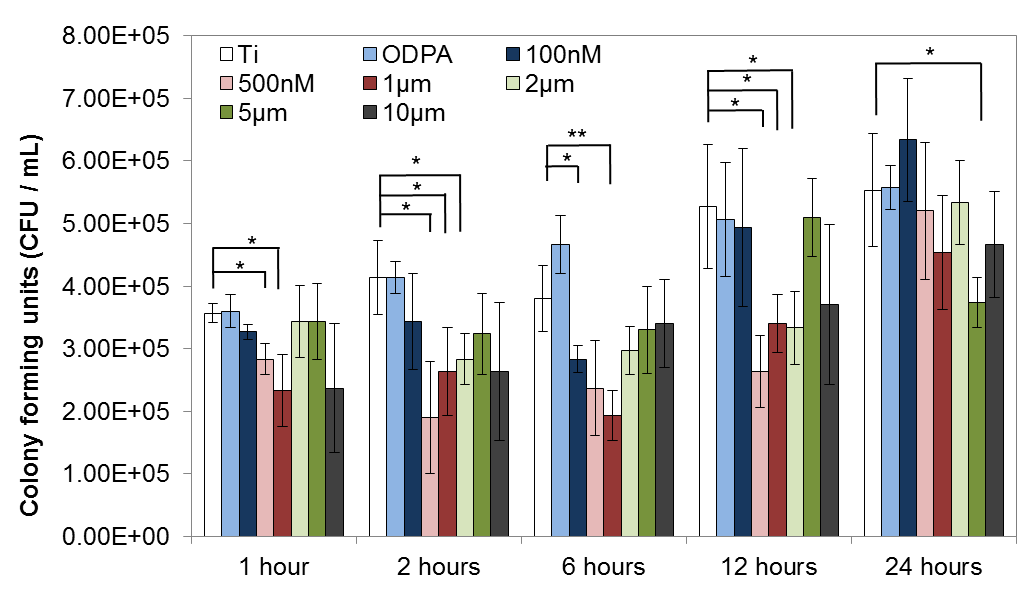 8.00E+05
7.00E+05
6.00E+05
5.00E+05
4.00E+05
3.00E+05
2.00E+05
1.00E+05
0.00E+00
Colony forming units (CFU / mL)
Ti ODPA 100nM
500nM 1µm 2µm
5µm 10µm
*
*
*
*
*
**
*
*
*
*
*
1 hour 2 hours 6 hours 12 hours 24 hours